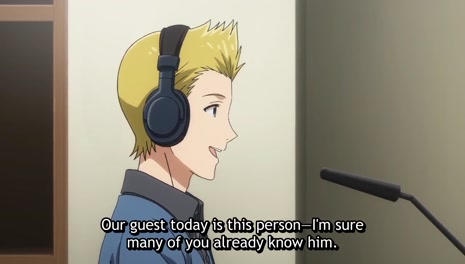 Our guest today is this person—I'm sure
many of you already know him.